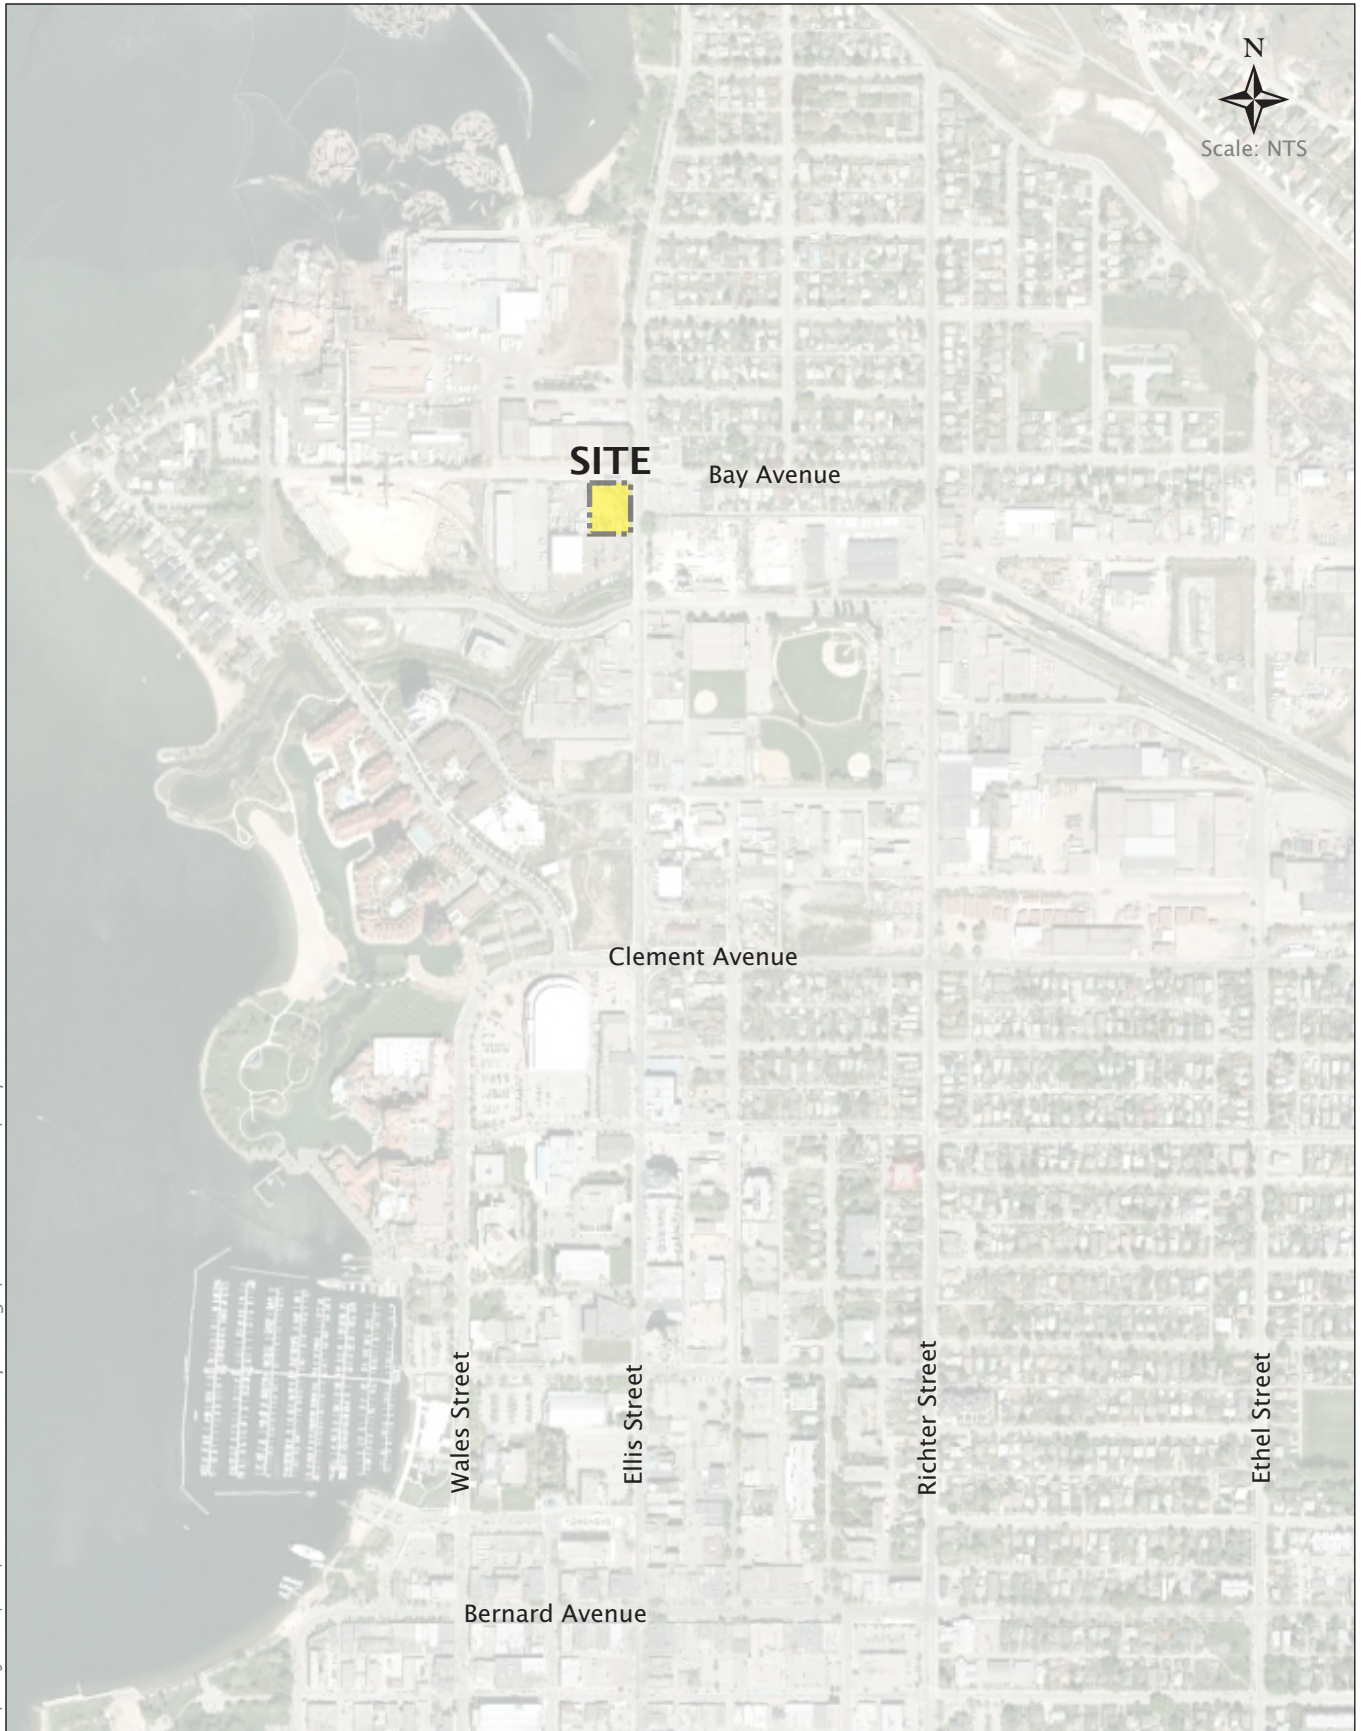 N
Scale: NTS
SITE
Bay Avenue
Clement Avenue
Wales Street
Ellis Street
Richter Street
Ethel Street
Bernard Avenue